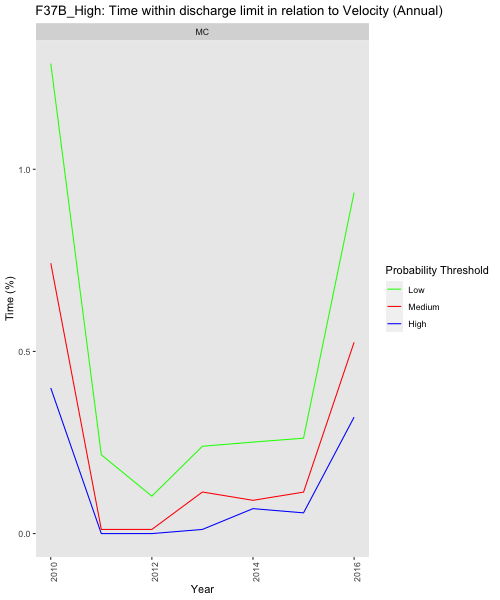 F37B_High: Time within discharge limit in relation to Velocity (Annual)
MC
1.0
0.5
0.0
Time (%)
2010
2012
2014
2016
Year
Probability Threshold
Low
Medium
High